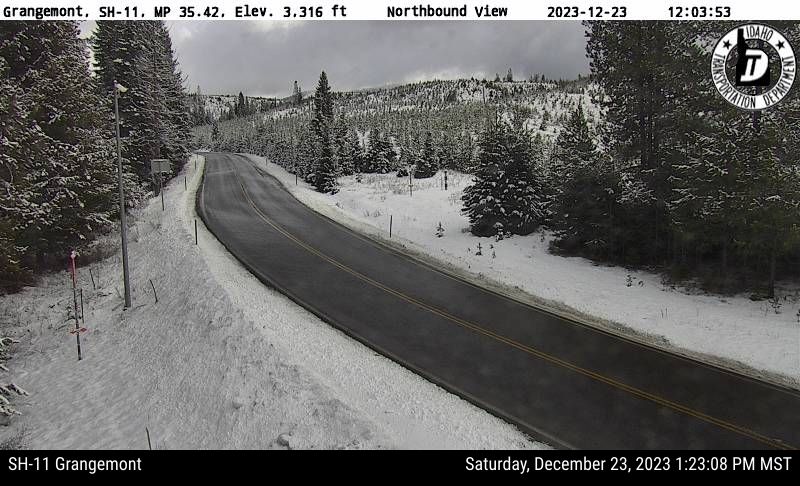 Grangemont, SH-11, MP 35.42, Elev. 3,316 ft Northbound View 2023-12-23 12:03:53
IDAHO
TRANSPORTATION DEPARTMENT
SH-11 Grangemont Saturday, December 23, 2023 1:23:08 PM MST